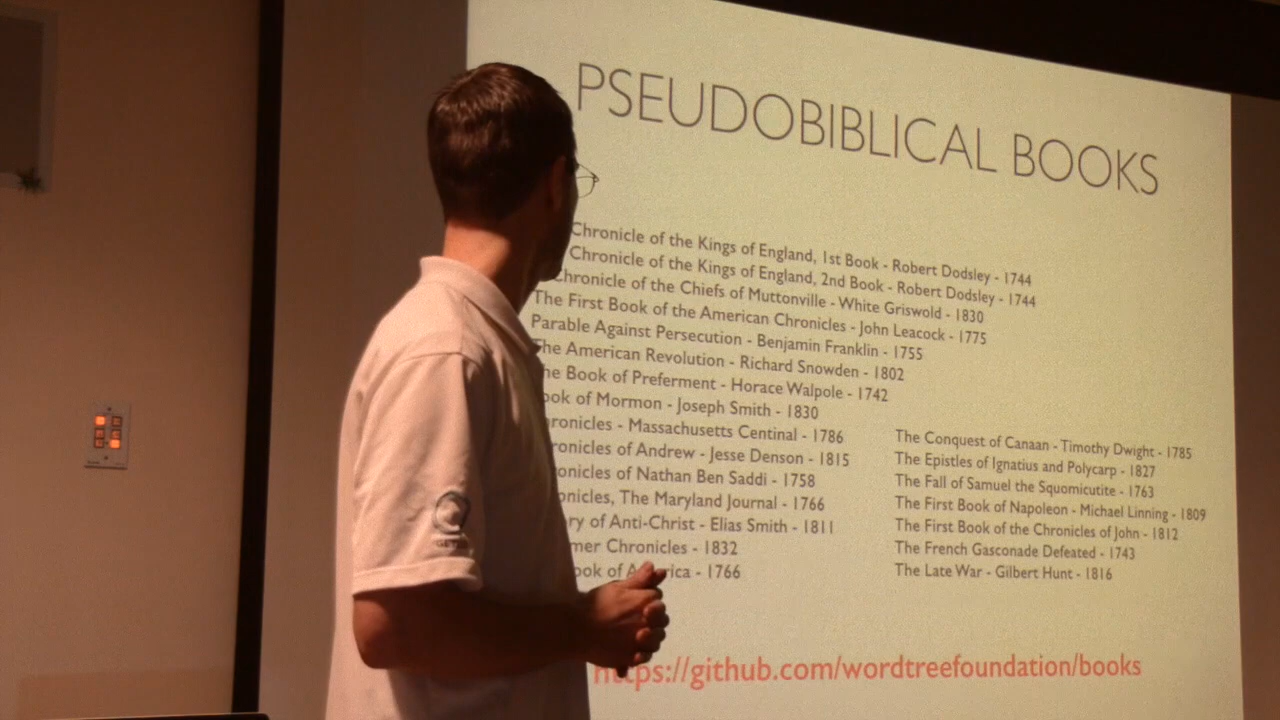 PSEUDOBIBLICAL BOOKS
Chronicle of the Kings of England, 1st Book - Robert Dodsley - 1744
Chronicle of the Kings of England, 2nd Book - Robert Dodsley - 1744
Chronicle of the Chiefs of Muttonville - White Griswold - 1830
The First Book of the American Chronicles - John Leacock - 1775
Parable Against Persecution - Benjamin Franklin - 1755
The American Revolution - Richard Snowden - 1802
The Book of Preferment - Horace Walpole - 1742
Book of Mormon - Joseph Smith - 1830
Chronicles - Massachusetts Centinal - 1786
Chronicles of Andrew - Jesse Denson - 1815
Chronicles of Nathan Ben Saddi - 1758
Chronicles, The Maryland Journal - 1766
of Anti-Christ - Elias Smith - 1811
Chronicles - 1832
Book of America - 1766
The Conquest of Canaan - Timothy Dwight - 1785
The Epistles of Ignatius and Polycarp - 1827
The Fall of Samuel the Squomicutite - 1763
The First Book of Napoleon - Michael Linning - 1809
The First Book of the Chronicles of John - 1812
The French Gasconade Defeated - 1743
The Late War - Gilbert Hunt - 1816
https://github.com/wordtreefoundation/books